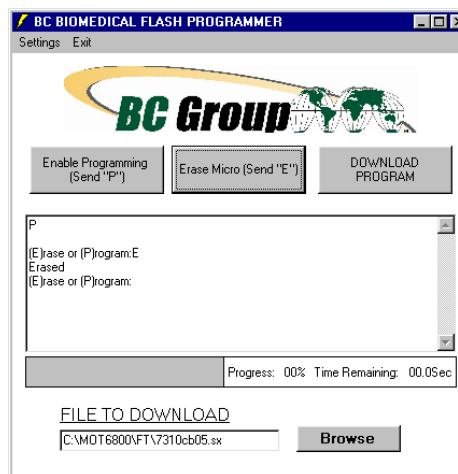 BC BIOMEDICAL FLASH PROGRAMMER
Settings Exit
BC Group
Enable Programming
(Send "P")
Erase Micro (Send "E")
DOWNLOAD
PROGRAM
P
(E)rase or (P)rogram:E
Erased
(E)rase or (P)rogram:
Progress: 00% Time Remaining: 00.0Sec
FILE TO DOWNLOAD
C:\MOT6800\FT\7310cb05.sx
Browse